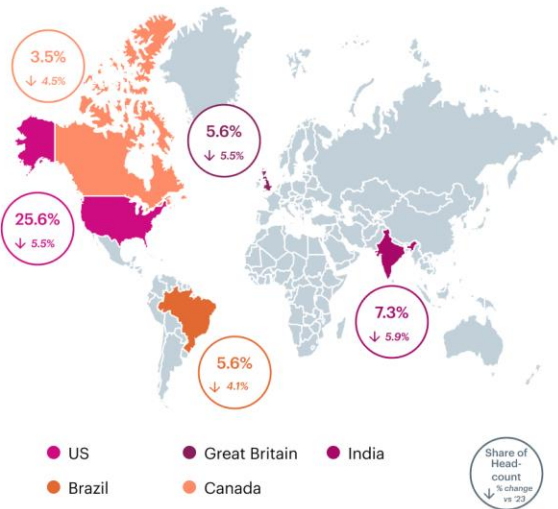 3.5%
↓ 4.5%
5.6%
↓ 5.5%
25.6%
↓ 5.5%
7.3%
↓ 5.9%
5.6%
↓ 4.1%
US
Great Britain
India
Brazil
Canada
Share of
Head-
count
↓ % change
vs '23